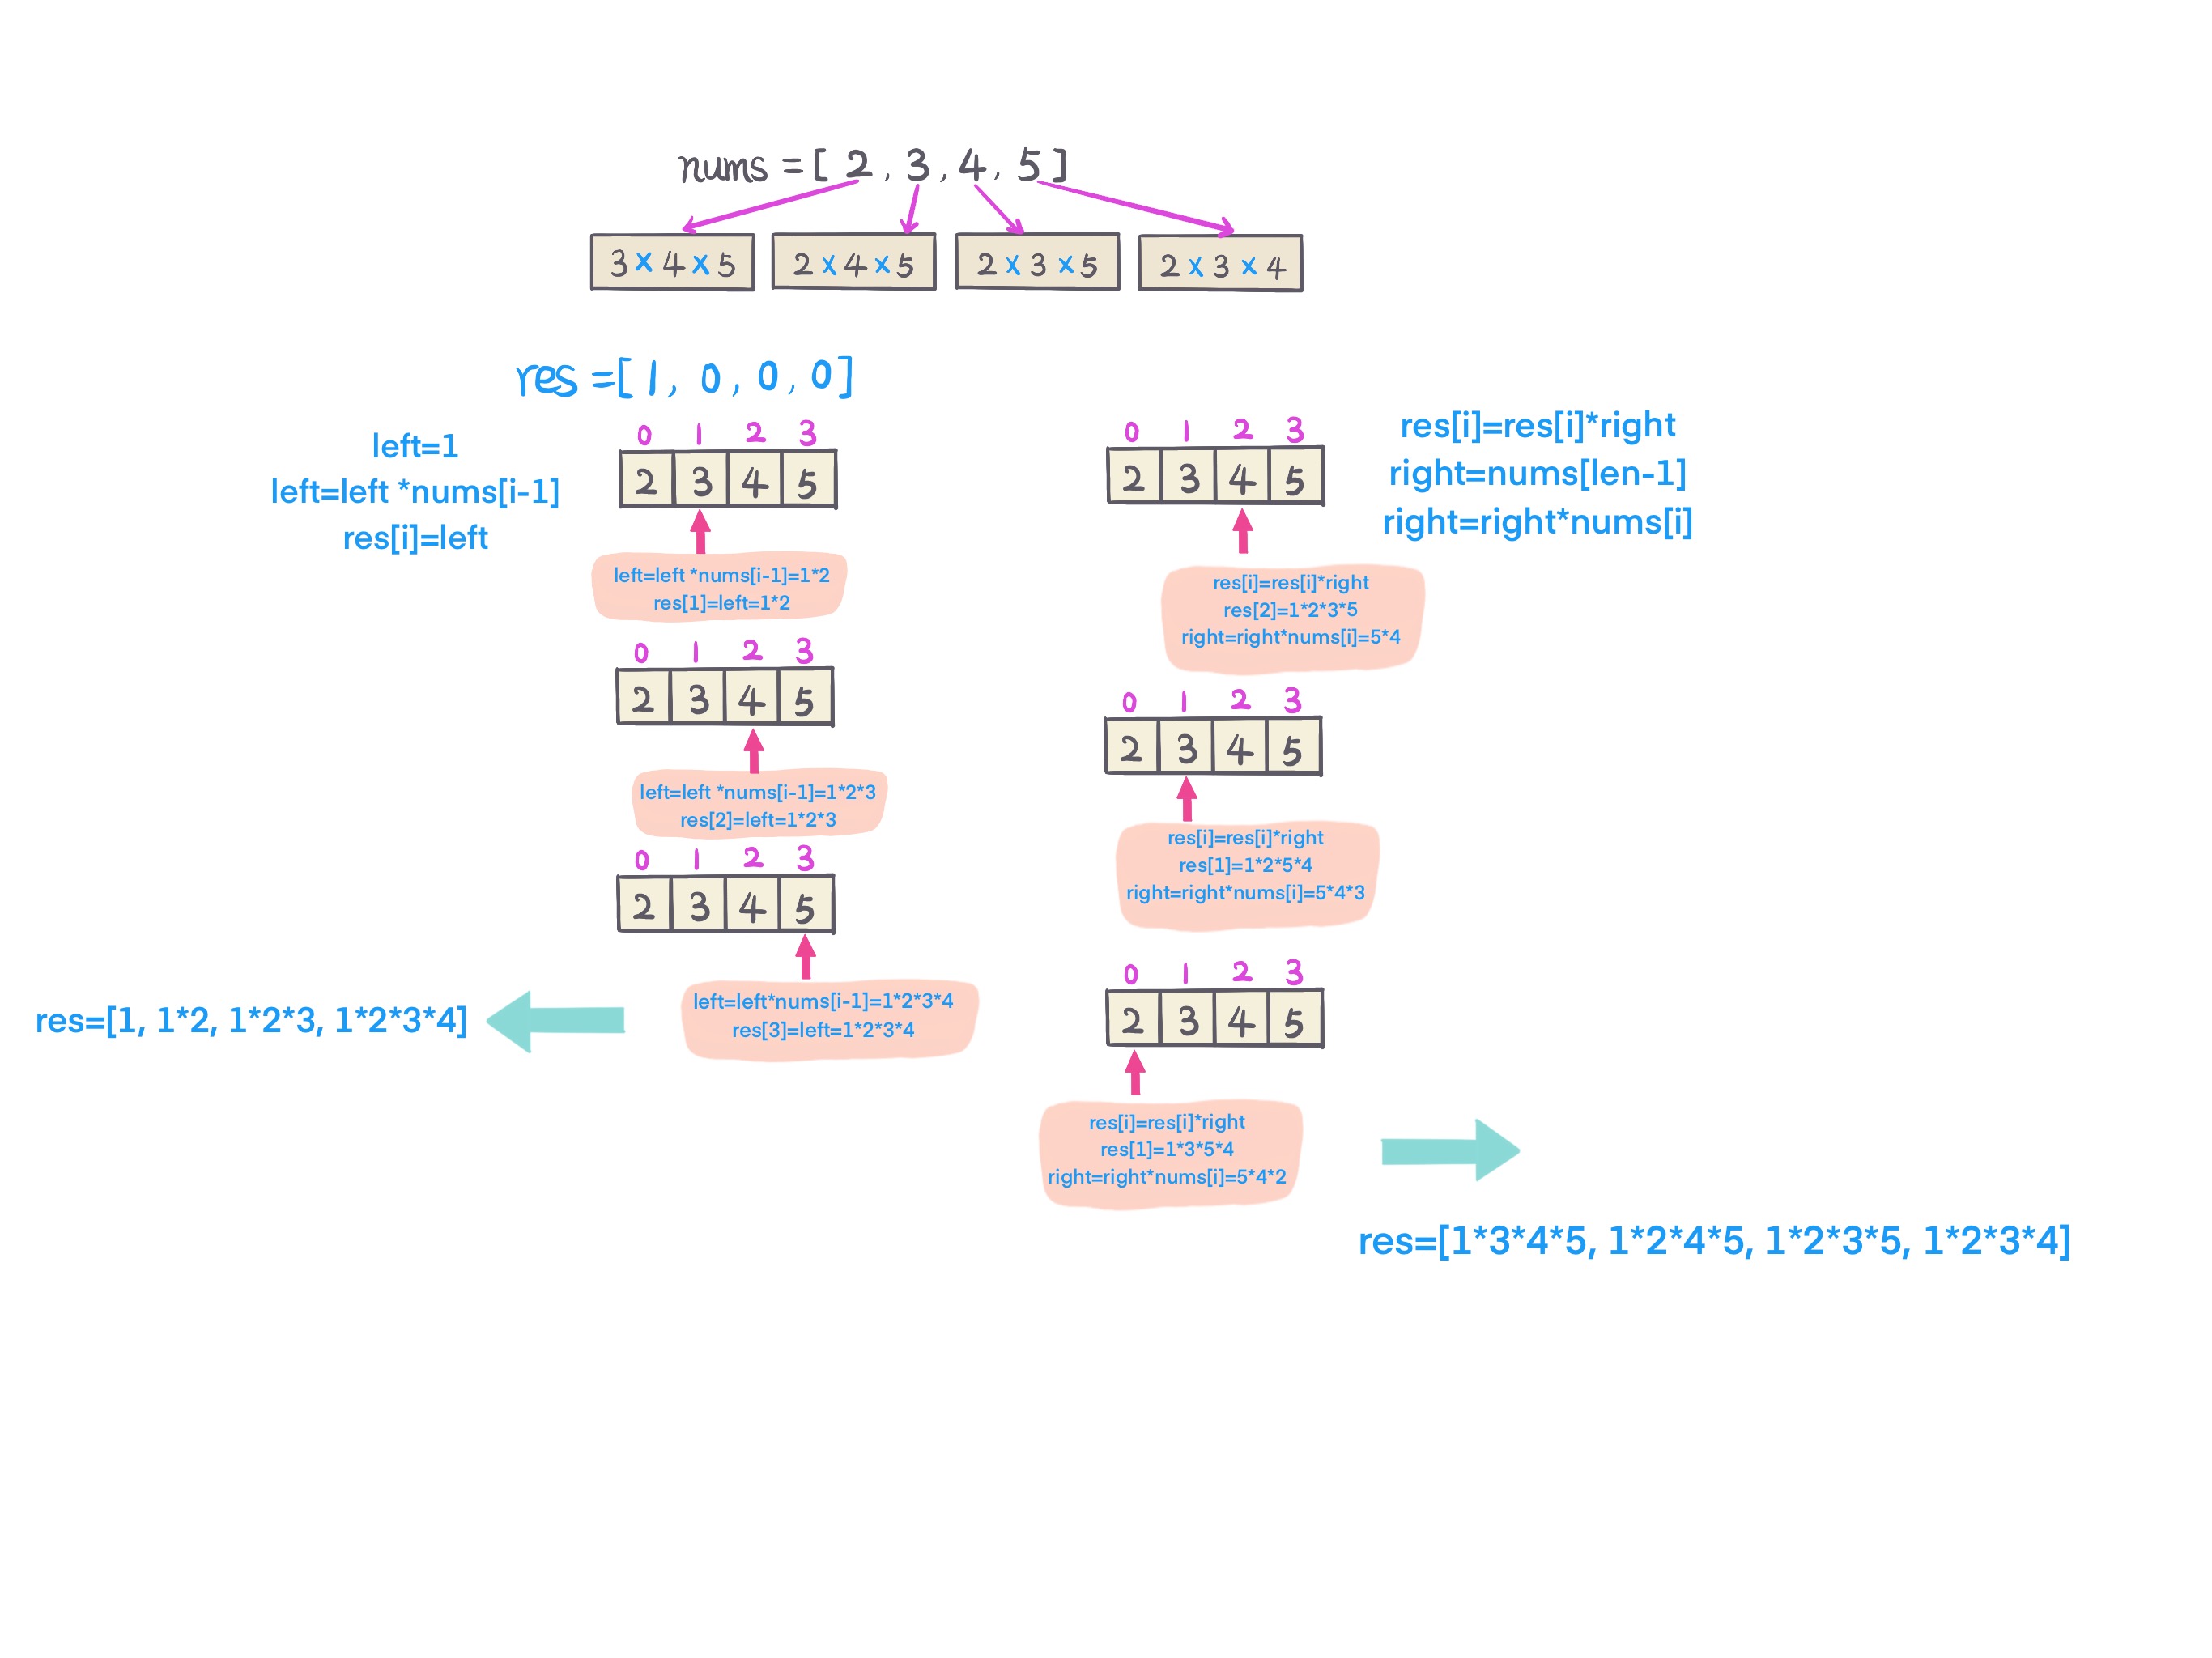 nums = [ 2 , 3 , 4 , 5 ]
3 × 4 × 5
2 × 4 × 5
2 × 3 × 5
2 × 3 × 4
res = [ 1 , 0 , 0 , 0 ]
left=1
left=left *nums[i-1]
res[i]=left
0 1 2 3
2 3 4 5
left=left *nums[i-1]=1*2
res[1]=left=1*2
0 1 2 3
2 3 4 5
left=left *nums[i-1]=1*2*3
res[2]=left=1*2*3
0 1 2 3
2 3 4 5
left=left*nums[i-1]=1*2*3*4
res[3]=left=1*2*3*4
res=[1, 1*2, 1*2*3, 1*2*3*4]
res[i]=res[i]*right
right=nums[len-1]
right=right*nums[i]
0 1 2 3
2 3 4 5
res[i]=res[i]*right
res[2]=1*2*3*5
right=right*nums[i]=5*4
0 1 2 3
2 3 4 5
res[i]=res[i]*right
res[1]=1*2*5*4
right=right*nums[i]=5*4*3
0 1 2 3
2 3 4 5
res[i]=res[i]*right
res[1]=1*3*5*4
right=right*nums[i]=5*4*2
res=[1*3*4*5, 1*2*4*5, 1*2*3*5, 1*2*3*4]